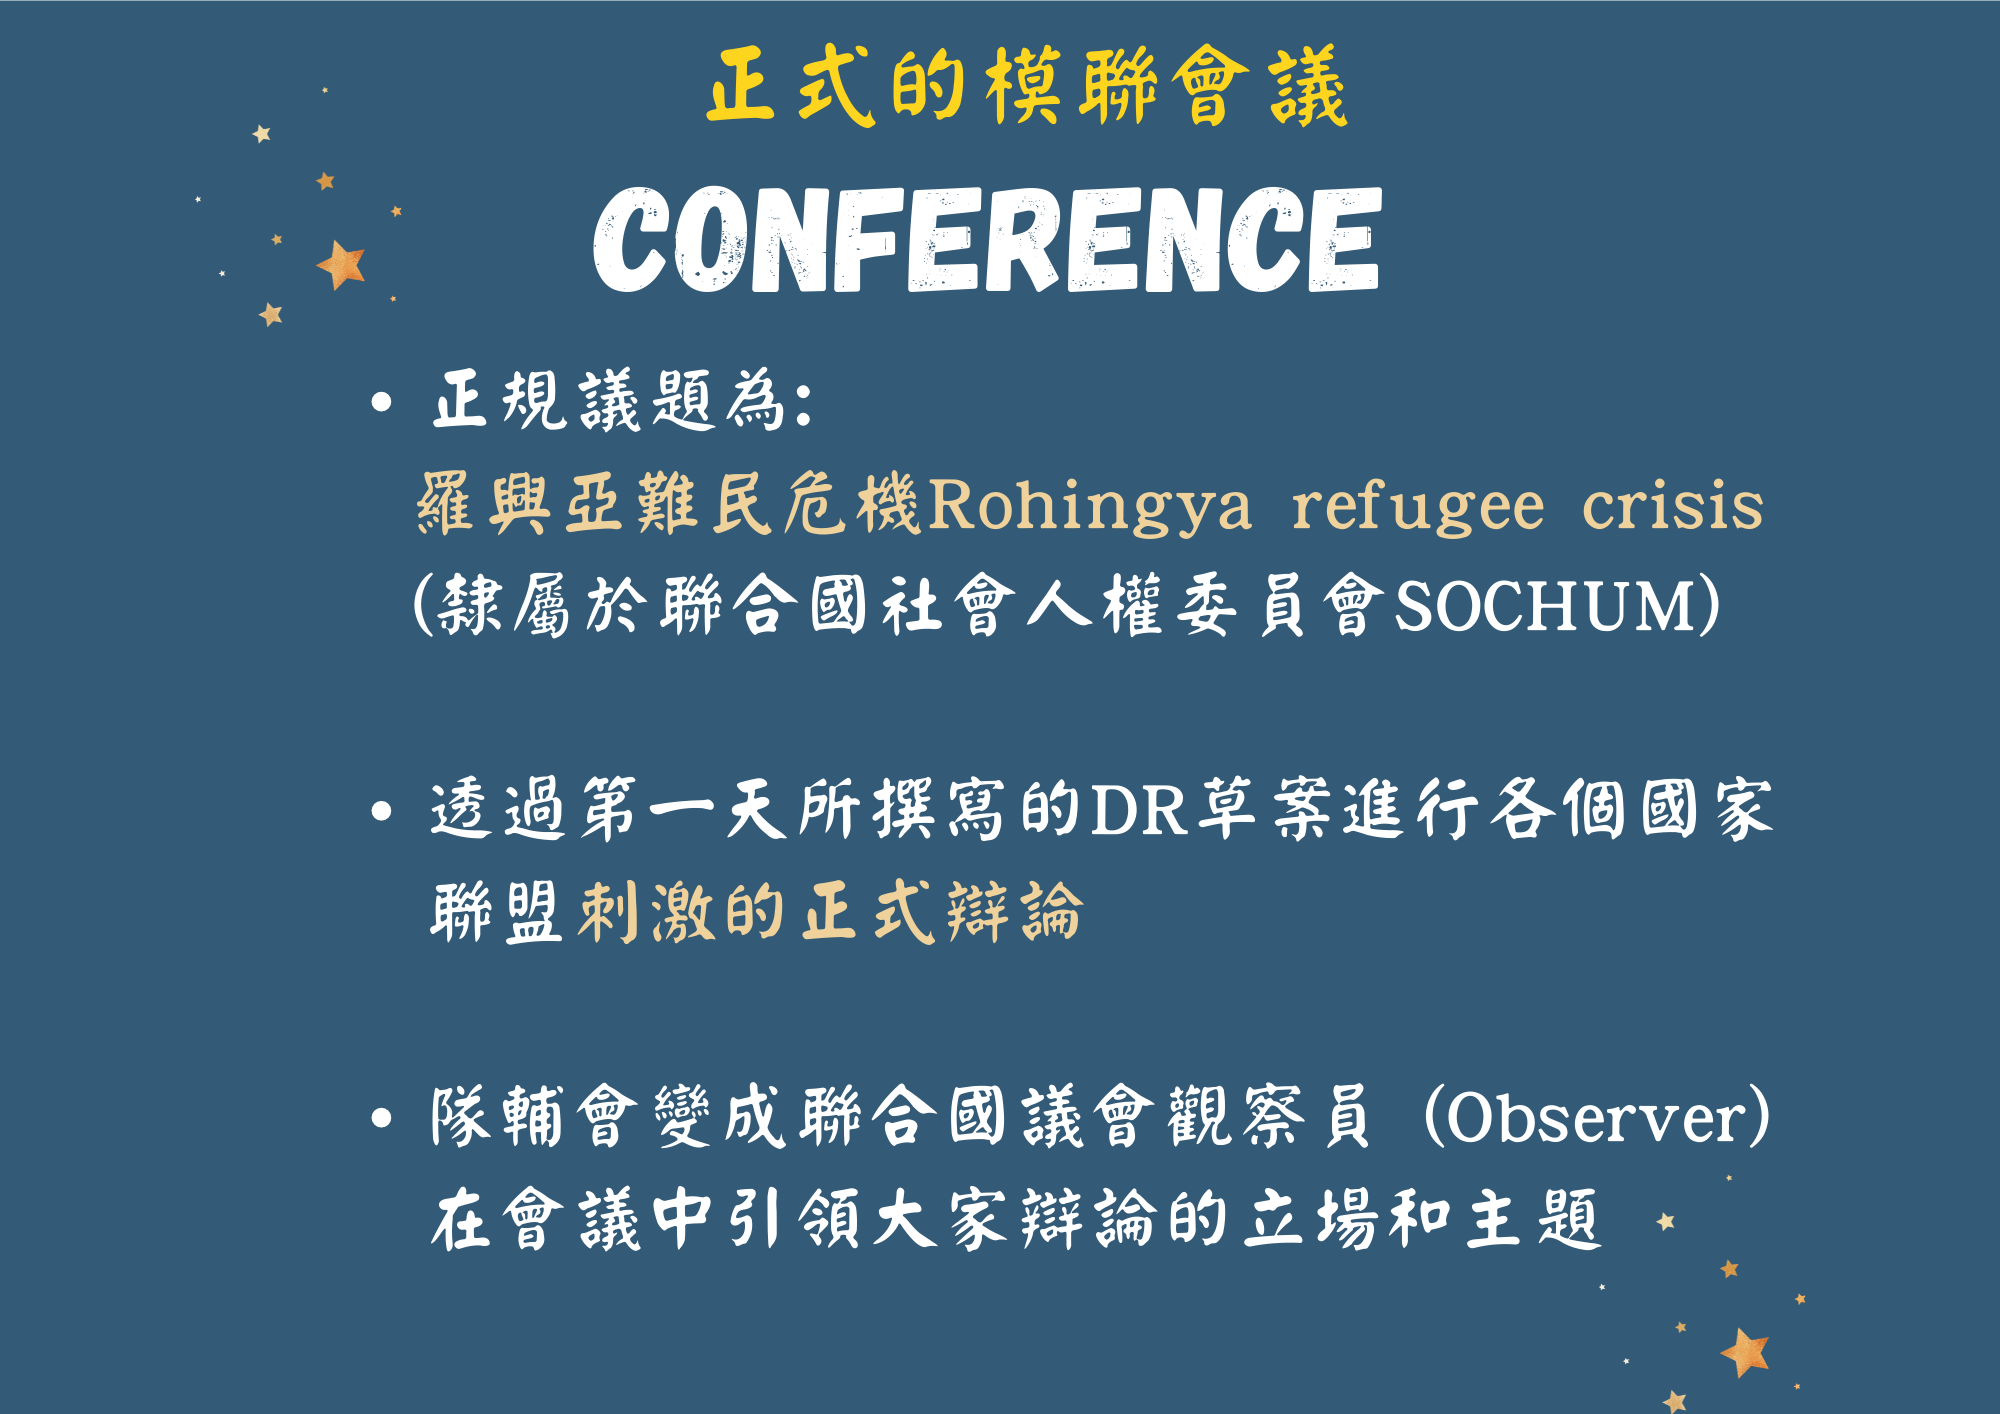 正式的模聯會議
CONFERENCE
• 正規議題為:
羅興亞難民危機Rohingya refugee crisis
(隸屬於聯合國社會人權委員會SOCHUM)
• 透過第一天所撰寫的DR草案進行各個國家
聯盟刺激的正式辯論
• 隊輔會變成聯合國議會觀察員 (Observer)
在會議中引領大家辯論的立場和主題